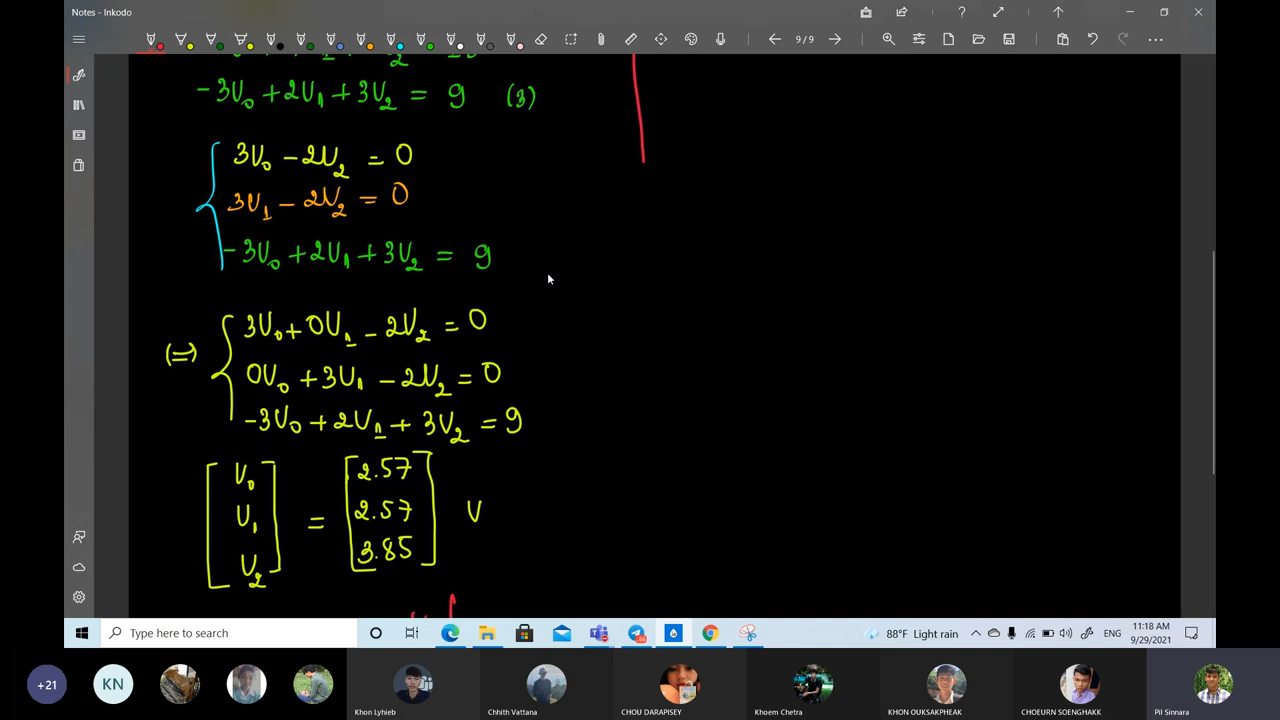 Notes - Inkodo
9/9
-3V₀ + 2V₁ + 3V₂ = 9 (3)
3V₀ - 2V₂ = 0
3V₁ - 2V₂ = 0
-3V₀ + 2V₁ + 3V₂ = 9
(=) 3V₀ + 0V₁ - 2V₂ = 0
0V₀ + 3V₁ - 2V₂ = 0
-3V₀ + 2V₁ + 3V₂ = 9
V₀ 2.57
V₁ = 2.57 V
V₂ 3.85
Type here to search
88°F Light rain
ENG
11:18 AM
9/29/2021
+21
KN
Khon Lyhieb
Chhith Vattana
CHOU DARAPISEY
Khoem Chetra
KHON OUKSAKPHEAK
CHOEURN SOENGHAKK
Pil Sinnara